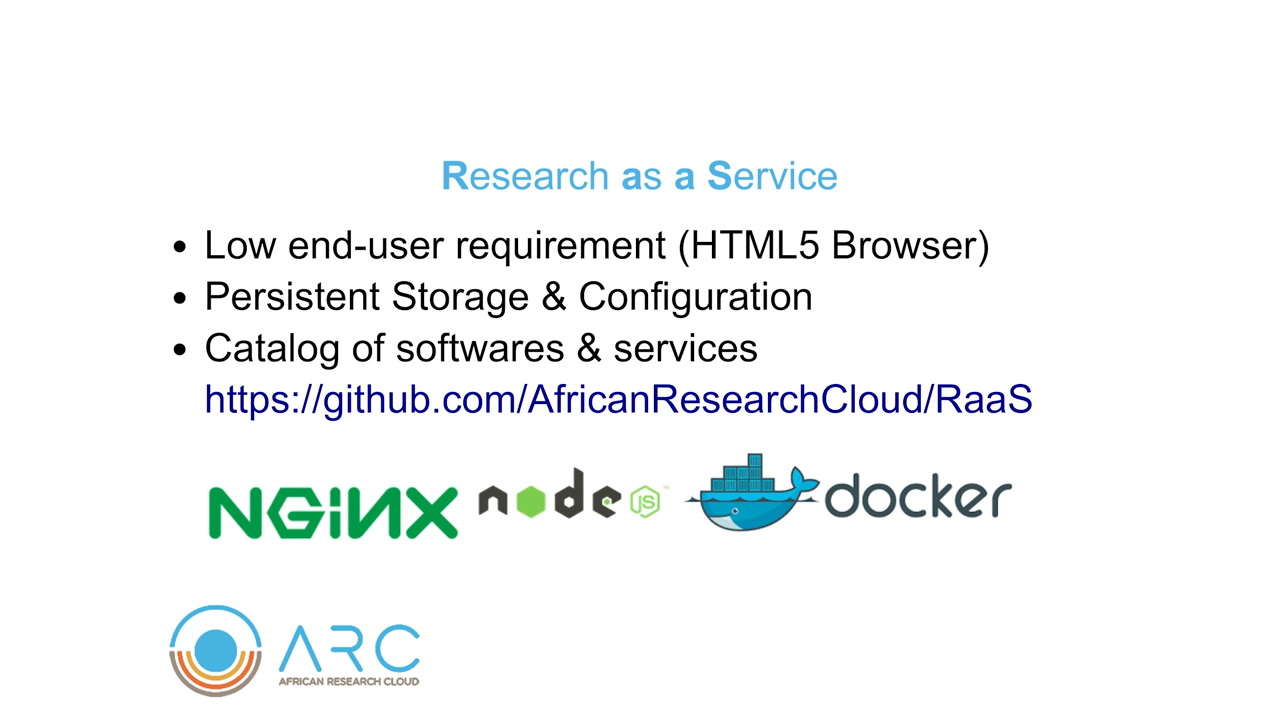 Research as a Service
• Low end-user requirement (HTML5 Browser)
• Persistent Storage & Configuration
• Catalog of softwares & services
https://github.com/AfricanResearchCloud/RaaS
NGINX node JS ™ docker
ARC
AFRICAN RESEARCH CLOUD